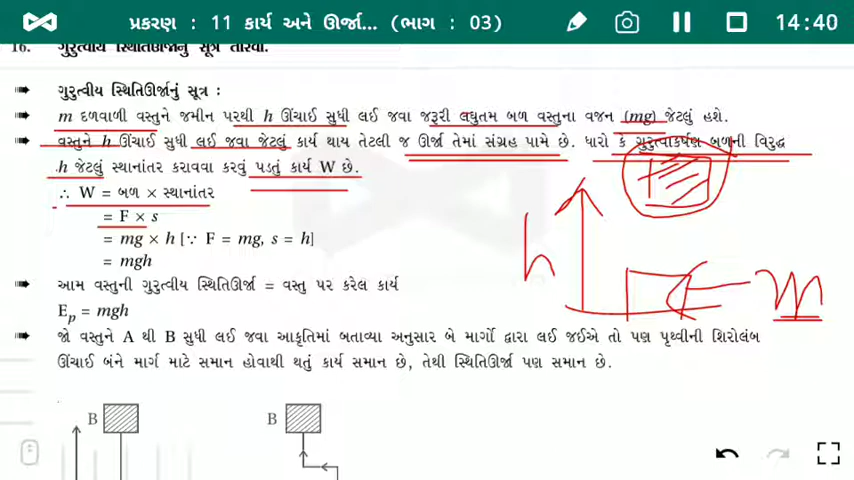 પ્રકરણ : 11 કાર્ય અને ઊર્જા... (ભાગ : 03)
14:40
16. ગુરુત્વીય સ્થિતિઊર્જાનું સૂત્ર તારવો.
ગુરુત્વીય સ્થિતિઊર્જાનું સૂત્ર :
m દળવાળી વસ્તુને જમીન પરથી h ઊંચાઈ સુધી લઈ જવા જરૂરી લઘુતમ બળ વસ્તુના વજન (mg) જેટલું હશે.
વસ્તુને h ઊંચાઈ સુધી લઈ જવા જેટલું કાર્ય થાય તેટલી જ ઊર્જા તેમાં સંગ્રહ પામે છે. ધારો કે ગુરુત્વાકર્ષણ બળની વિરુદ્ધ
h જેટલું સ્થાનાંતર કરાવવા કરવું પડતું કાર્ય W છે.
∴ W = બળ × સ્થાનાંતર
= F × s
= mg × h [∵ F = mg, s = h]
= mgh
h
m
આમ વસ્તુની ગુરુત્વીય સ્થિતિઊર્જા = વસ્તુ પર કરેલ કાર્ય
Eₚ = mgh
જો વસ્તુને A થી B સુધી લઈ જવા આકૃતિમાં બતાવ્યા અનુસાર બે માર્ગો દ્વારા લઈ જઈએ તો પણ પૃથ્વીની શિરોલંબ
ઊંચાઈ બંને માર્ગ માટે સમાન હોવાથી થતું કાર્ય સમાન છે, તેથી સ્થિતિઊર્જા પણ સમાન છે.
B
B